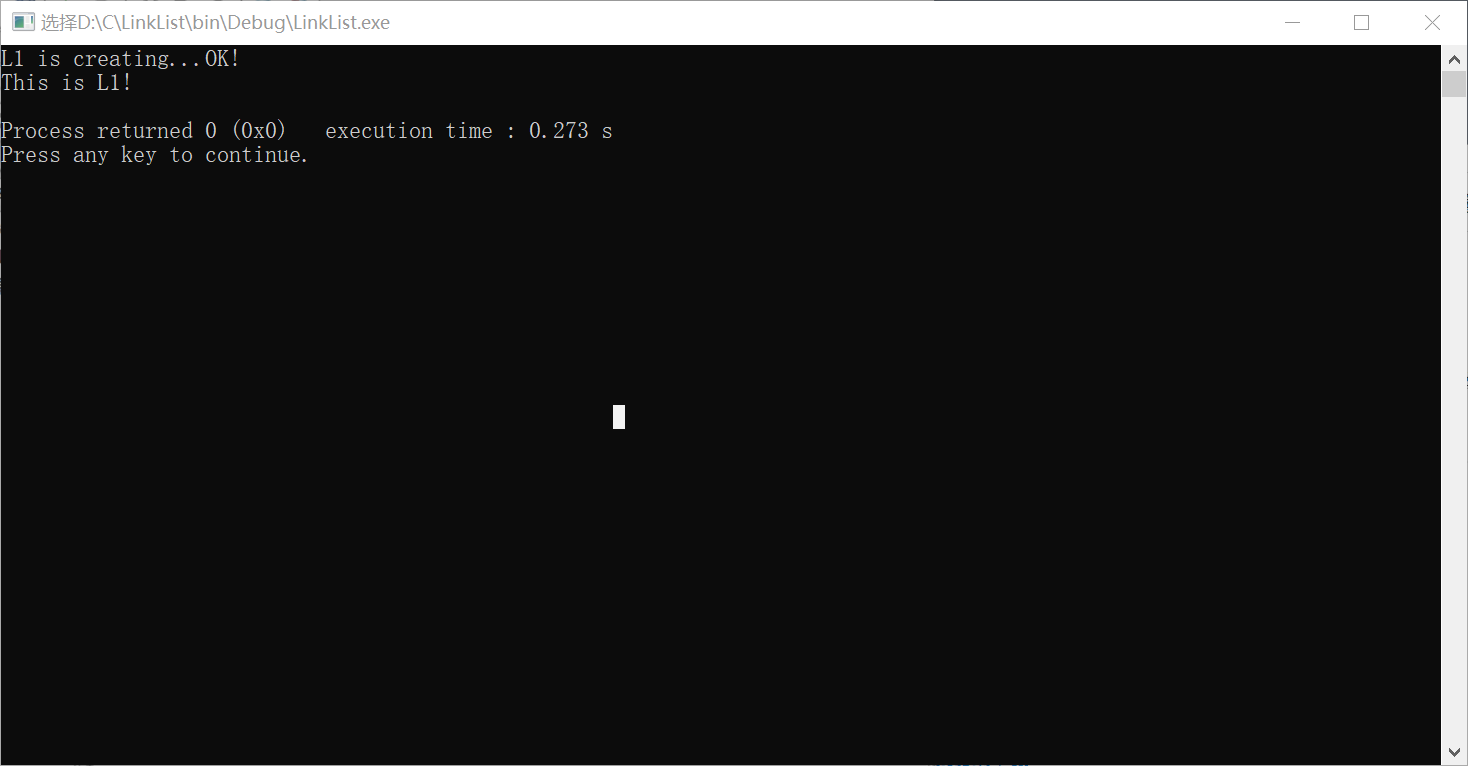 选择D:\C\LinkList\bin\Debug\LinkList.exe
L1 is creating...OK!
This is L1!
Process returned 0 (0x0)   execution time : 0.273 s
Press any key to continue.